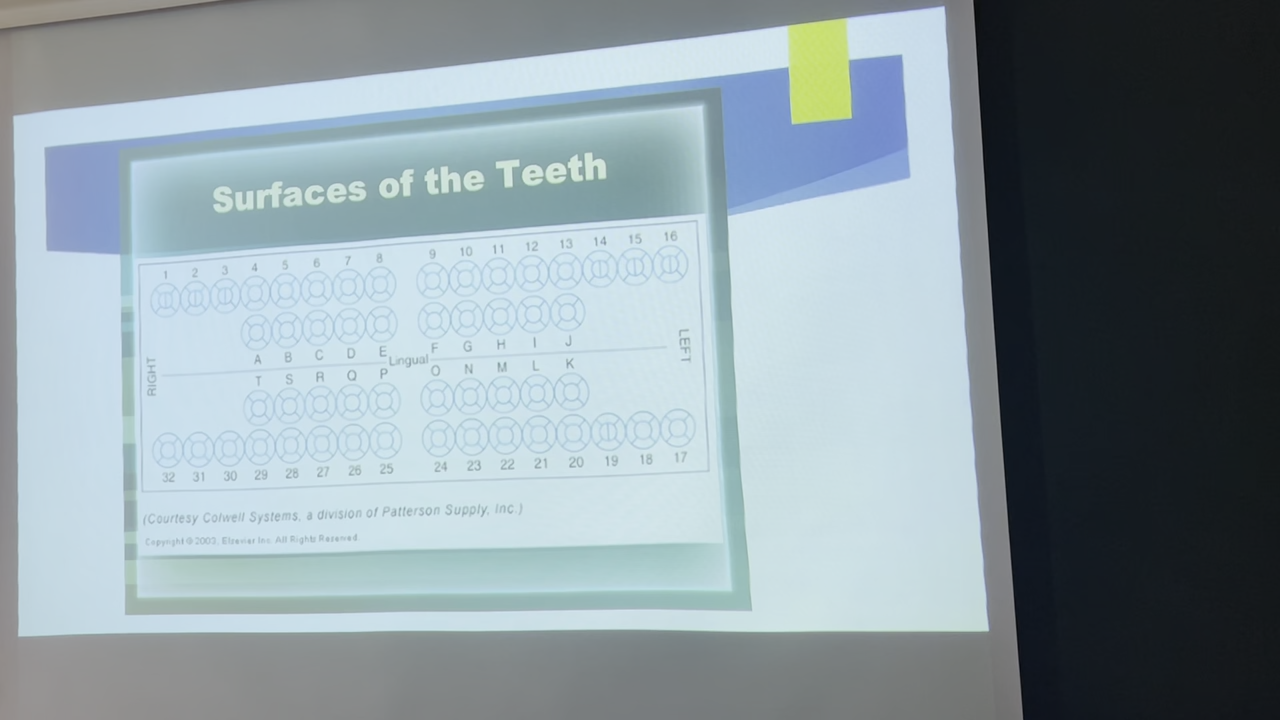 Surfaces of the Teeth
1 2 3 4 5 6 7 8 9 10 11 12 13 14 15 16
A B C D E F G H I J
RIGHT Lingual LEFT
T S R Q P O N M L K
32 31 30 29 28 27 26 25 24 23 22 21 20 19 18 17
(Courtesy Colwell Systems, a division of Patterson Supply, Inc.)
Copyright © 2003. Elsevier Inc. All Rights Reserved.